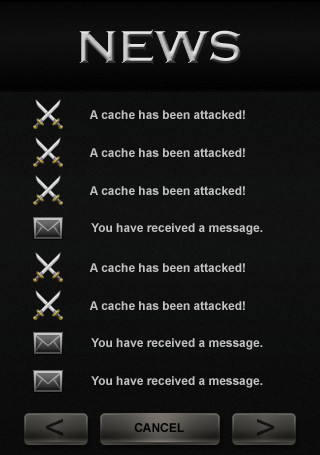 NEWS
A cache has been attacked!
A cache has been attacked!
A cache has been attacked!
You have received a message.
A cache has been attacked!
A cache has been attacked!
You have received a message.
You have received a message.
< CANCEL >